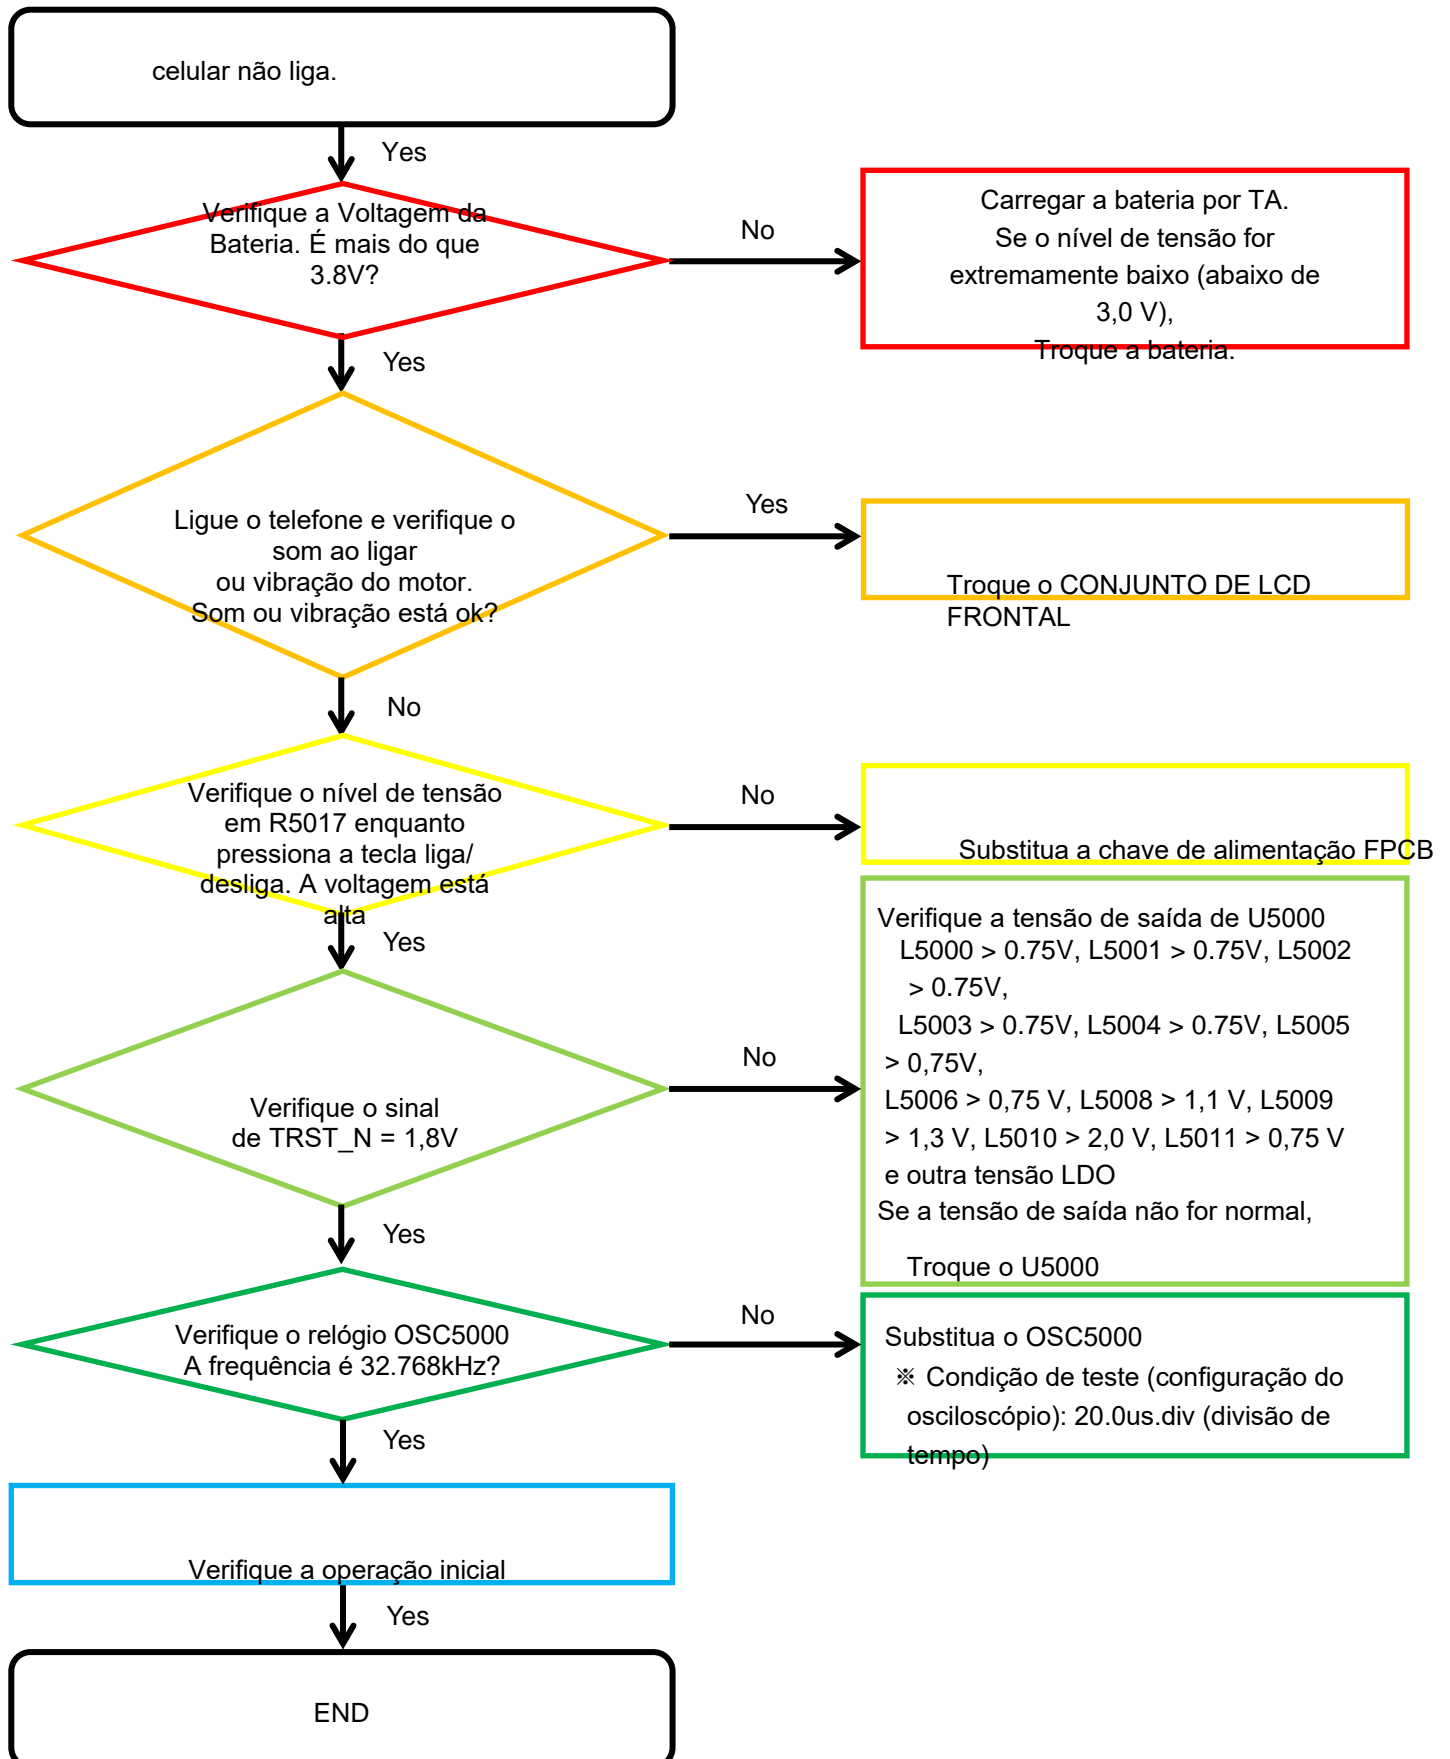 celular não liga.
Yes
Verifique a Voltagem da
Bateria. É mais do que
3.8V?
No
Carregar a bateria por TA.
Se o nível de tensão for
extremamente baixo (abaixo de
3,0 V),
Troque a bateria.
Yes
Ligue o telefone e verifique o
som ao ligar
ou vibração do motor.
Som ou vibração está ok?
Yes
Troque o CONJUNTO DE LCD
FRONTAL
No
Verifique o nível de tensão
em R5017 enquanto
pressiona a tecla liga/
desliga. A voltagem está
alta
No
Substitua a chave de alimentação FPCB
Yes
Verifique o sinal
de TRST_N = 1,8V
No
Verifique a tensão de saída de U5000
L5000 > 0.75V, L5001 > 0.75V, L5002
> 0.75V,
L5003 > 0.75V, L5004 > 0.75V, L5005
> 0,75V,
L5006 > 0,75 V, L5008 > 1,1 V, L5009
> 1,3 V, L5010 > 2,0 V, L5011 > 0,75 V
e outra tensão LDO
Se a tensão de saída não for normal,
Troque o U5000
Yes
Verifique o relógio OSC5000
A frequência é 32.768kHz?
No
Substitua o OSC5000
※ Condição de teste (configuração do
osciloscópio): 20.0us.div (divisão de
tempo)
Yes
Verifique a operação inicial
Yes
END